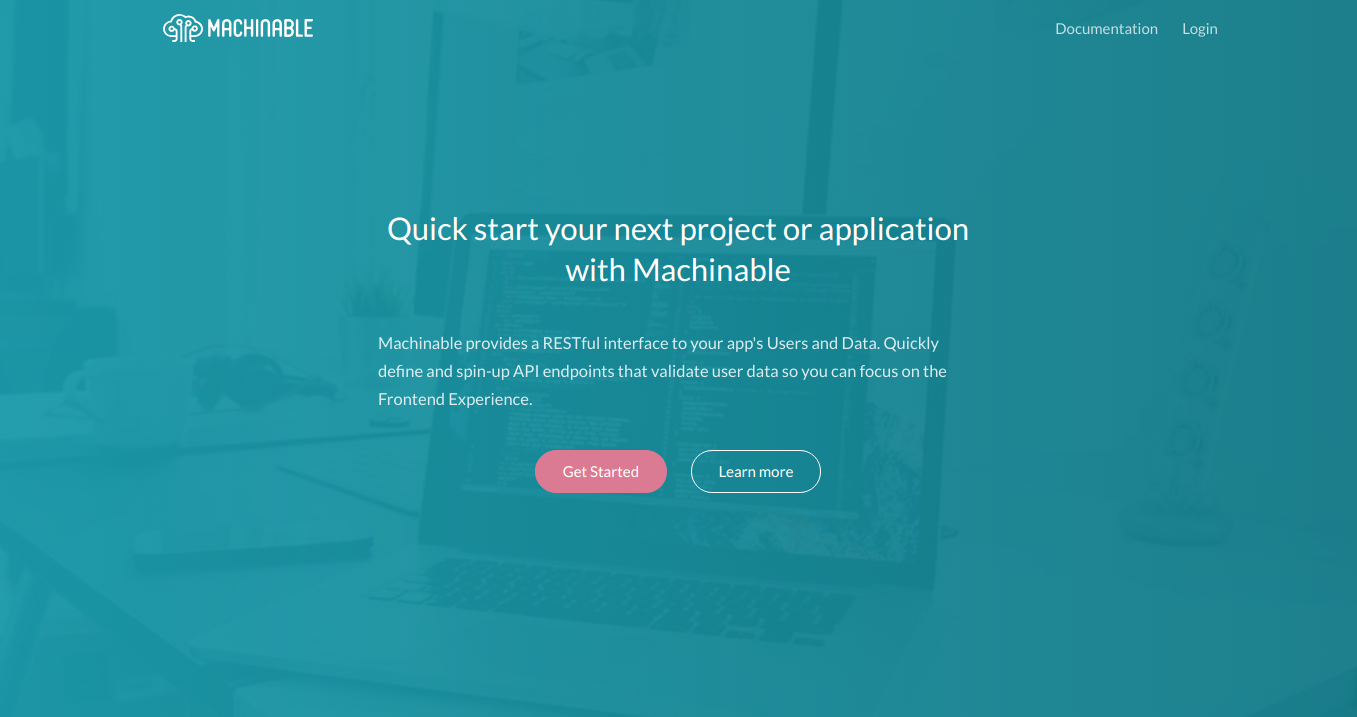 MACHINABLE
Documentation
Login
Quick start your next project or application
with Machinable
Machinable provides a RESTful interface to your app's Users and Data. Quickly
define and spin-up API endpoints that validate user data so you can focus on the
Frontend Experience.
Get Started
Learn more